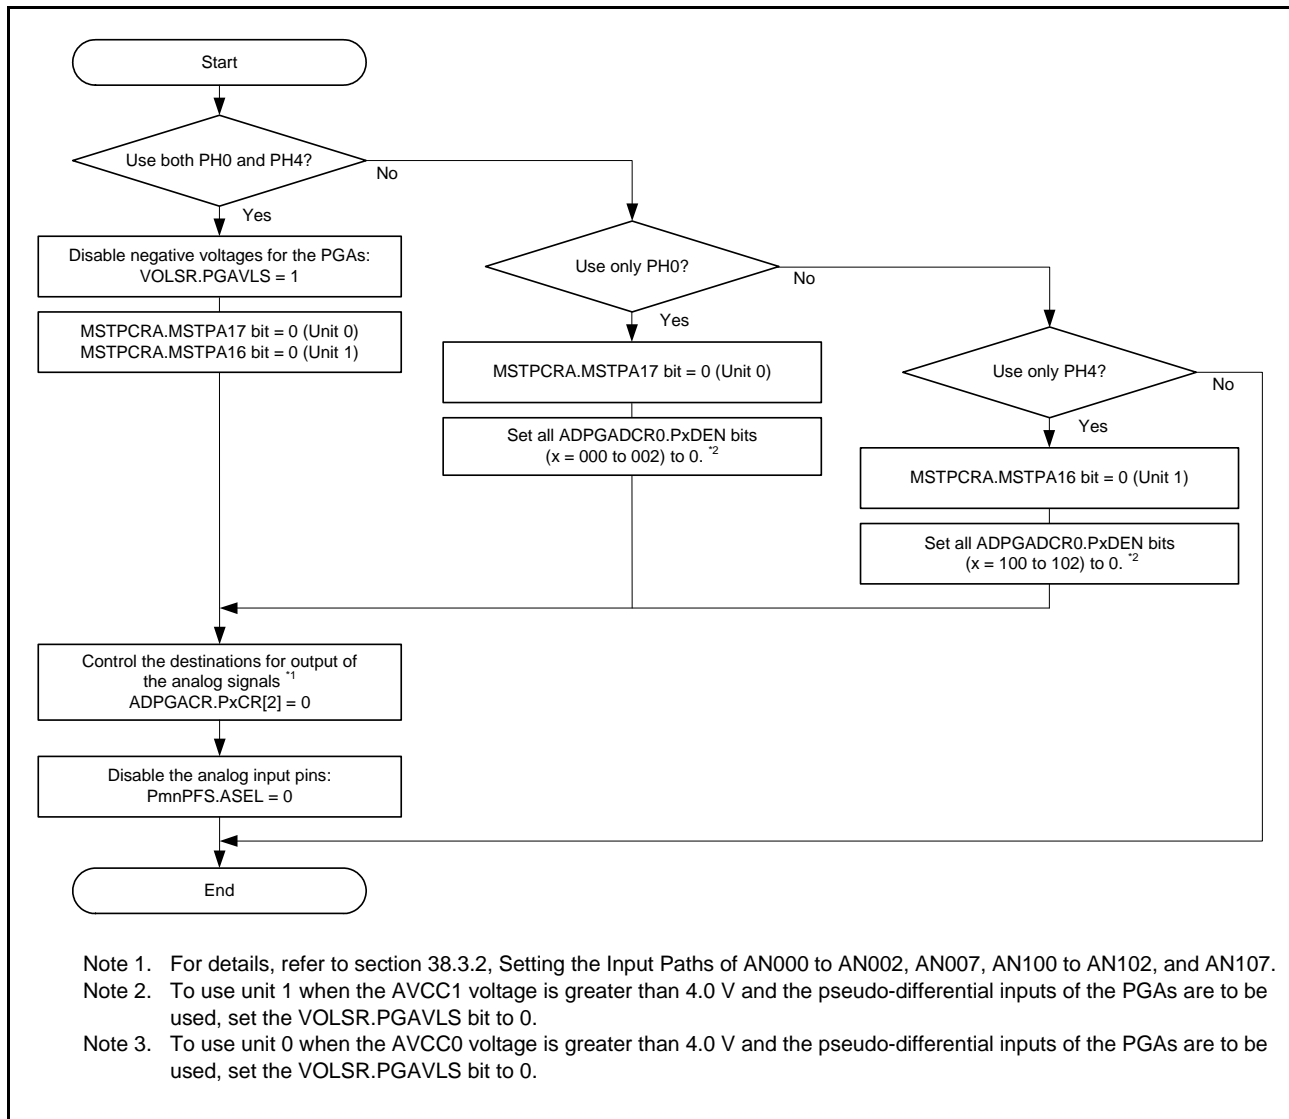 Start
Use both PH0 and PH4?
No
Yes
Disable negative voltages for the PGAs:
VOLSR.PGAVLS = 1
MSTPCRA.MSTPA17 bit = 0 (Unit 0)
MSTPCRA.MSTPA16 bit = 0 (Unit 1)
Use only PH0?
No
Yes
MSTPCRA.MSTPA17 bit = 0 (Unit 0)
Set all ADPGADCR0.PxDEN bits
(x = 000 to 002) to 0. *2
Use only PH4?
No
Yes
MSTPCRA.MSTPA16 bit = 0 (Unit 1)
Set all ADPGADCR0.PxDEN bits
(x = 100 to 102) to 0. *2
Control the destinations for output of
the analog signals *1
ADPGACR.PxCR[2] = 0
Disable the analog input pins:
PmnPFS.ASEL = 0
End
Note 1. For details, refer to section 38.3.2, Setting the Input Paths of AN000 to AN002, AN007, AN100 to AN102, and AN107.
Note 2. To use unit 1 when the AVCC1 voltage is greater than 4.0 V and the pseudo-differential inputs of the PGAs are to be
used, set the VOLSR.PGAVLS bit to 0.
Note 3. To use unit 0 when the AVCC0 voltage is greater than 4.0 V and the pseudo-differential inputs of the PGAs are to be
used, set the VOLSR.PGAVLS bit to 0.